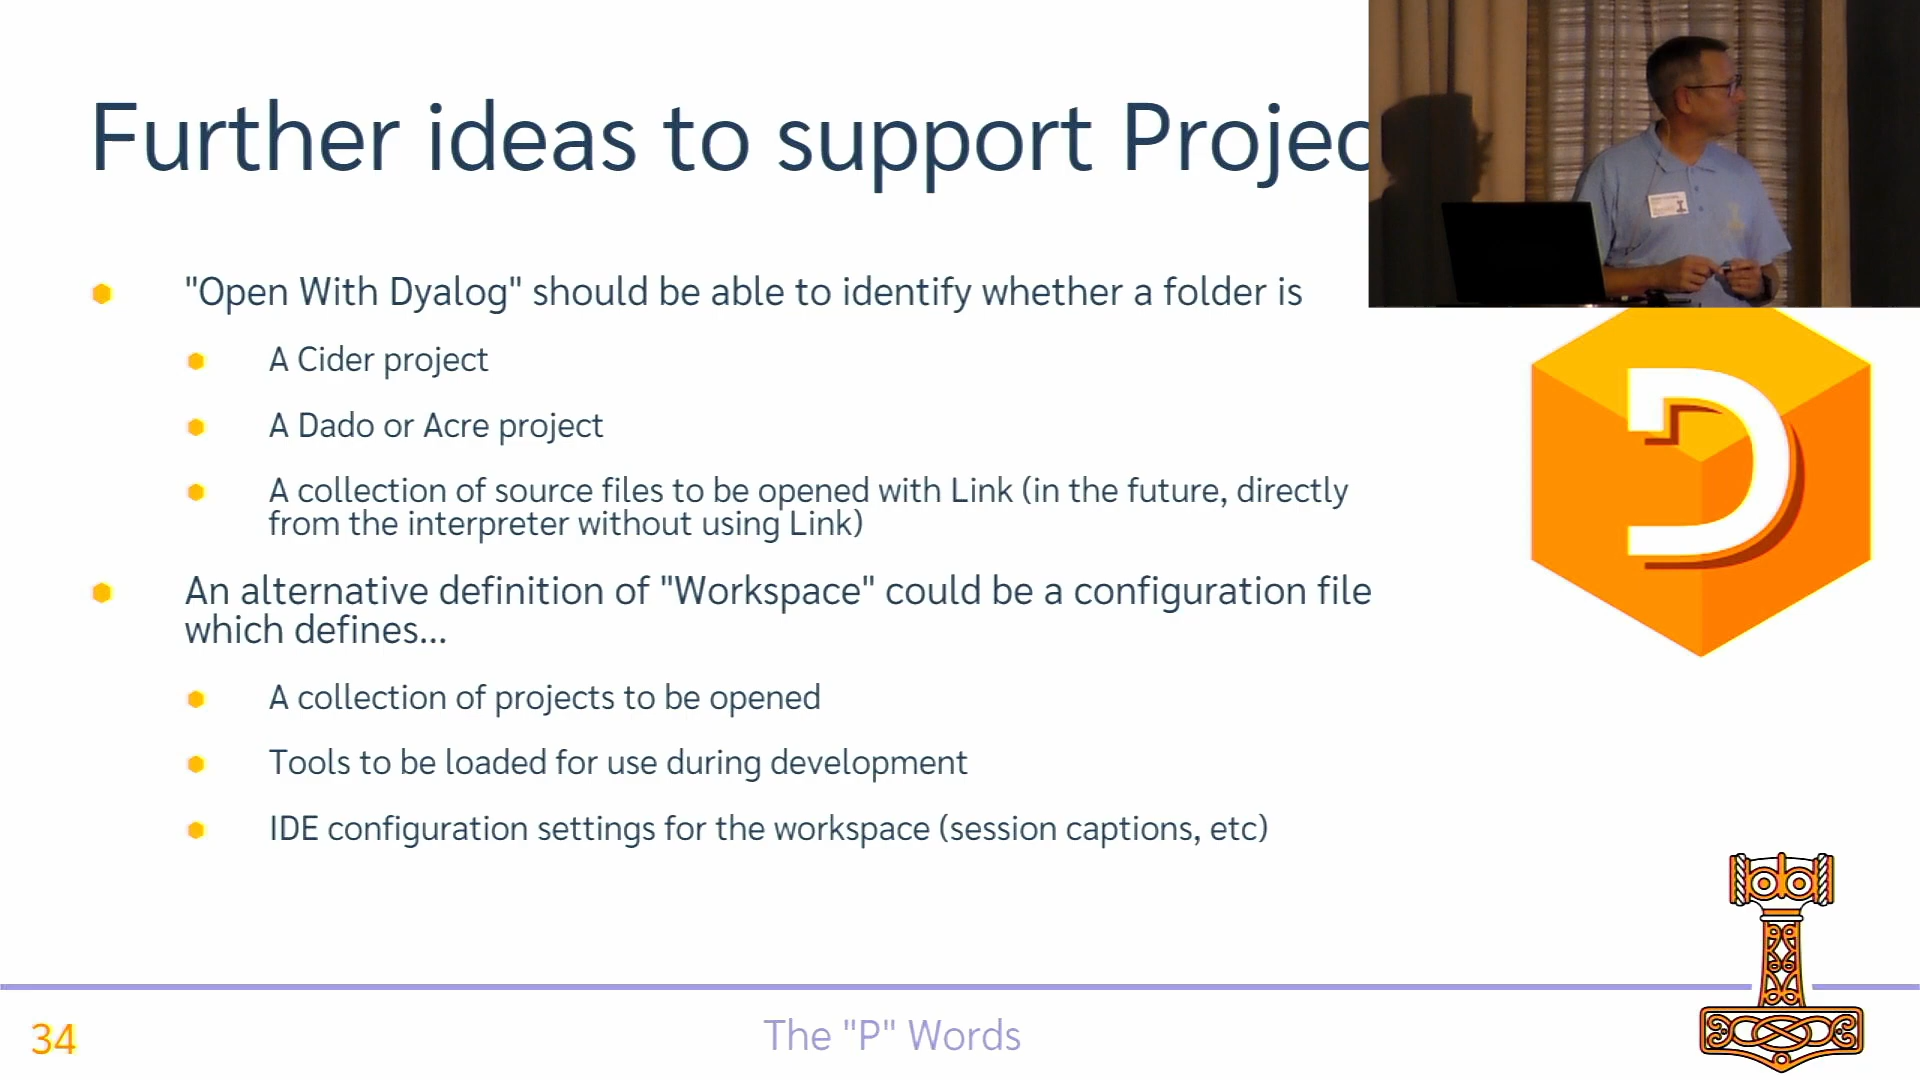 Further ideas to support Projec
"Open With Dyalog" should be able to identify whether a folder is
A Cider project
A Dado or Acre project
A collection of source files to be opened with Link (in the future, directly
from the interpreter without using Link)
An alternative definition of "Workspace" could be a configuration file
which defines...
A collection of projects to be opened
Tools to be loaded for use during development
IDE configuration settings for the workspace (session captions, etc)
34
The "P" Words